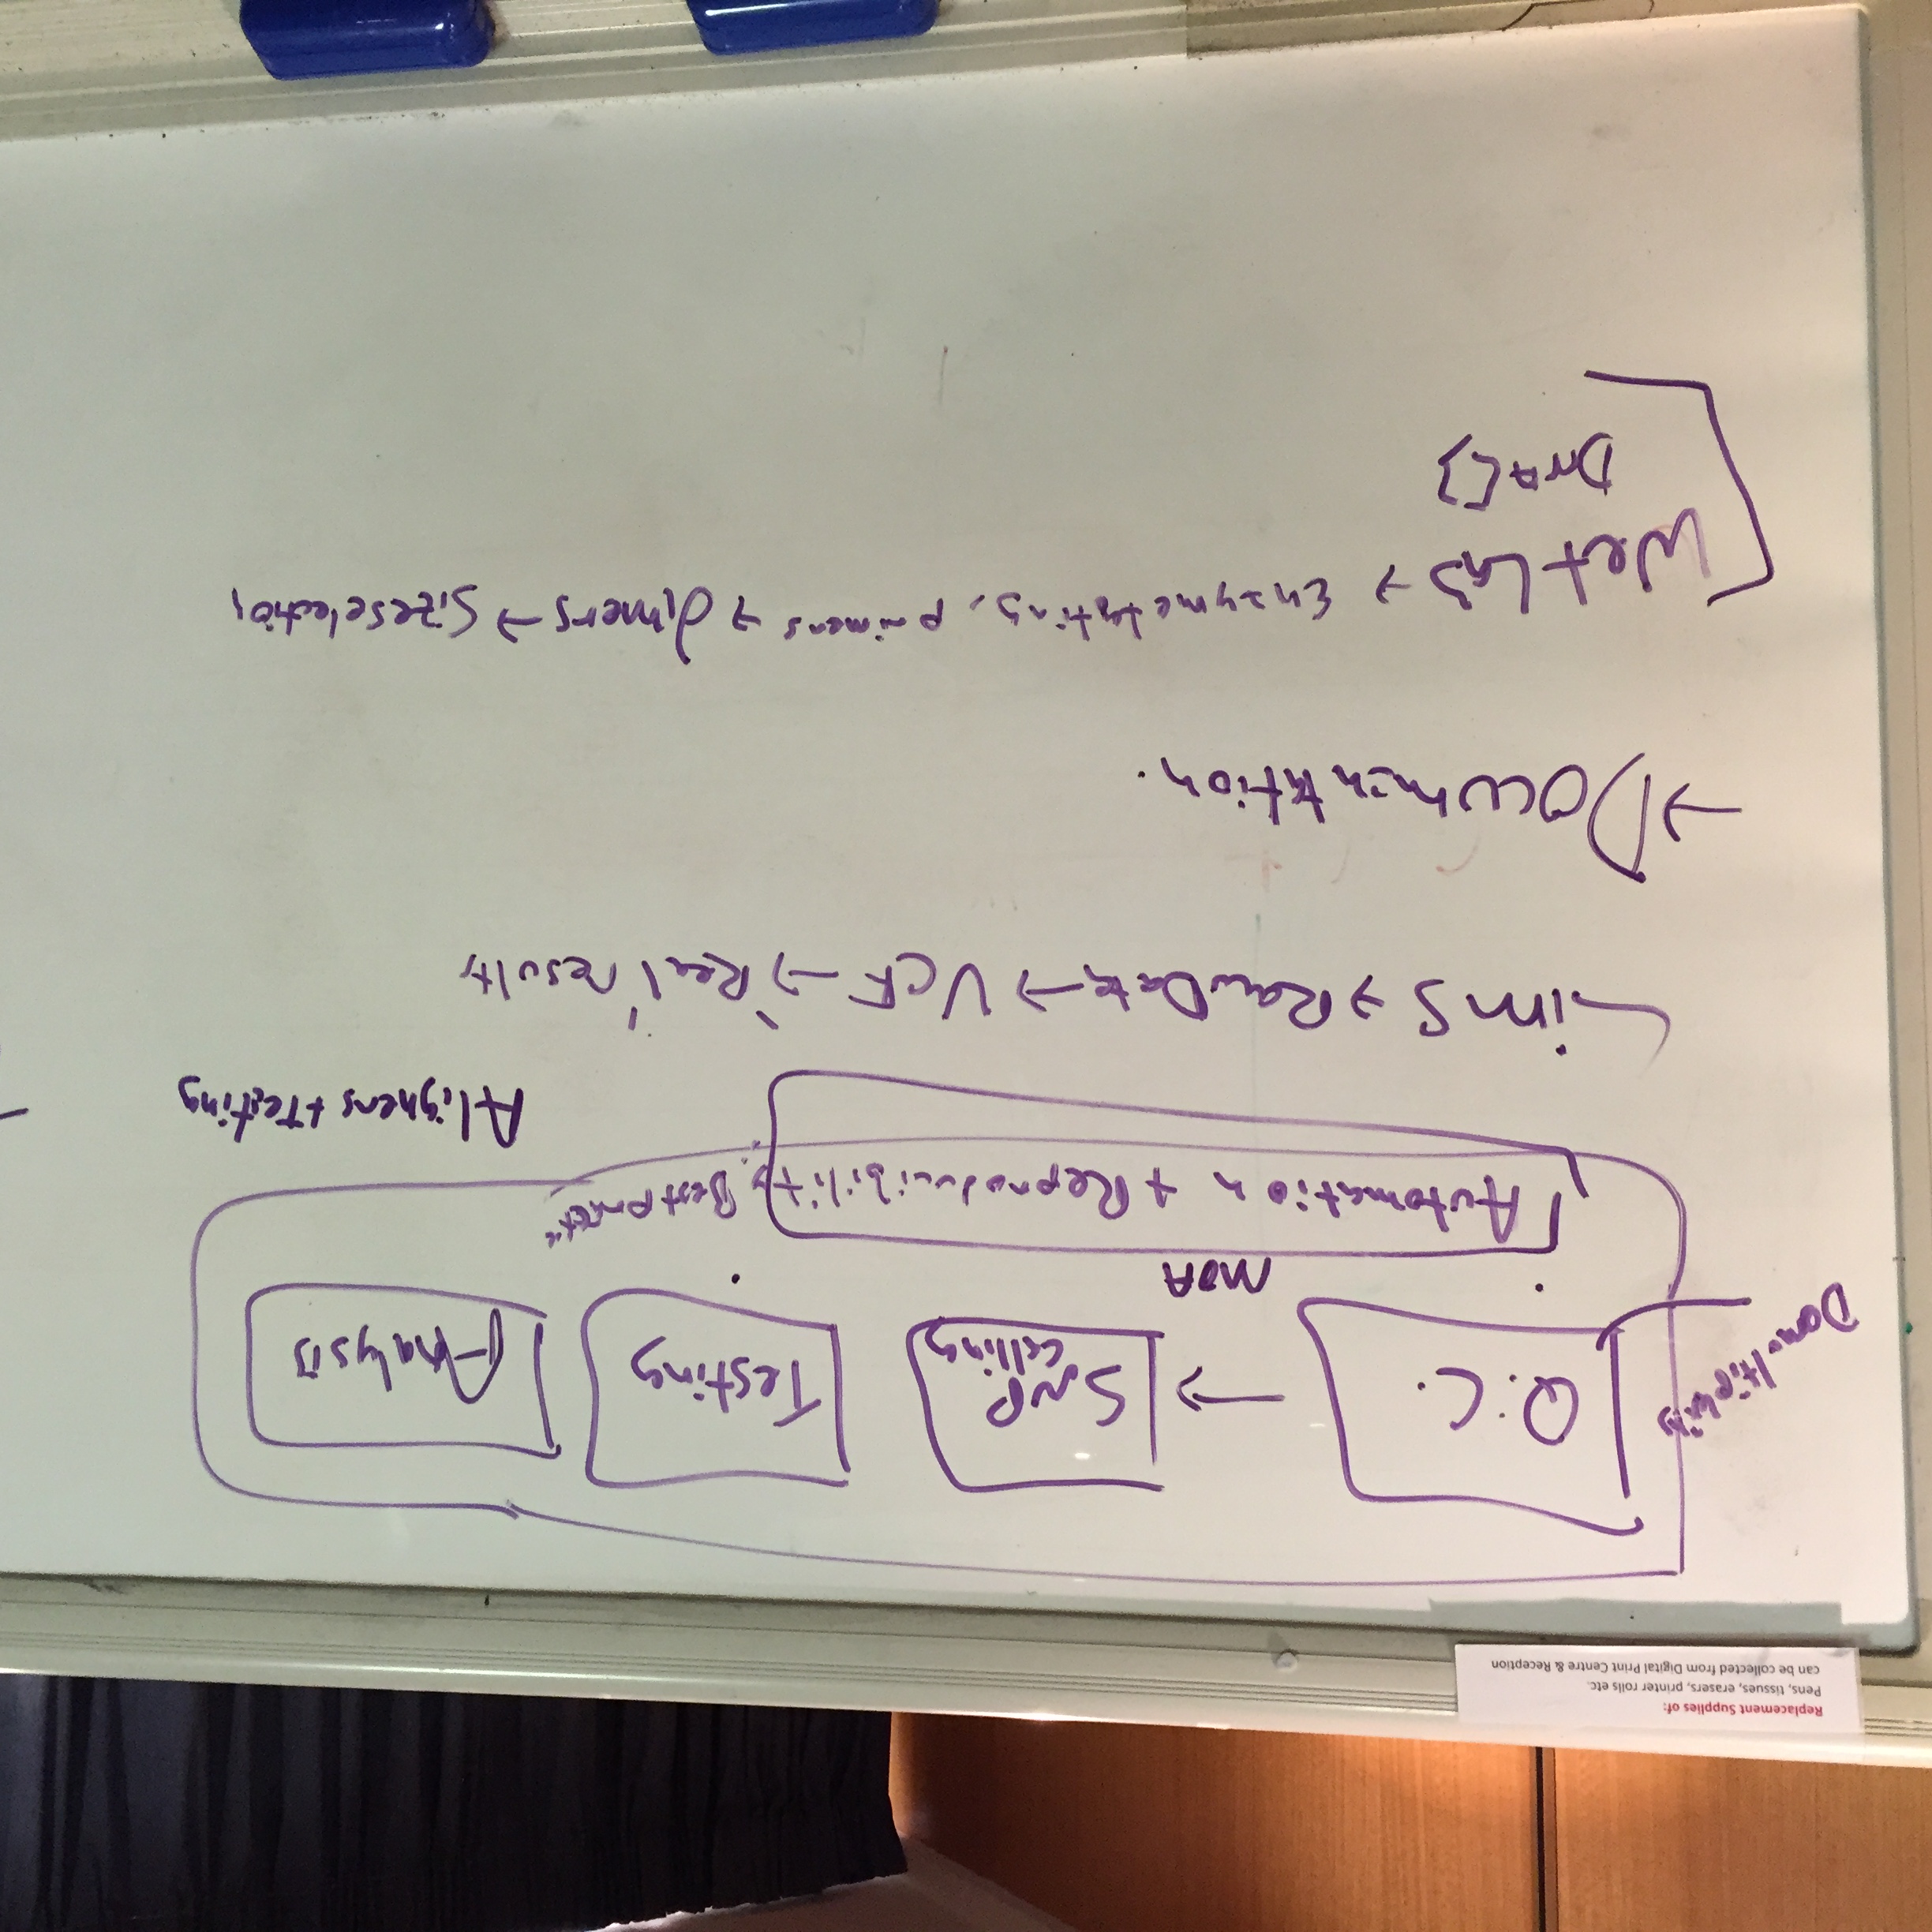 Replacement Supplies of:
Pens, tissues, erasers, printer rolls etc.
can be collected from Digital Print Centre & Reception
Q.C. → SNP calling Testing Analysis
MOA
Automation + Reproducibility, Best
Aligners + Testing
Lims → Raw Data → VCF → 'Real' results
→ Documentation.
Wet Lab → Enzyme testing, primers → dimers → Size selection
DNA []